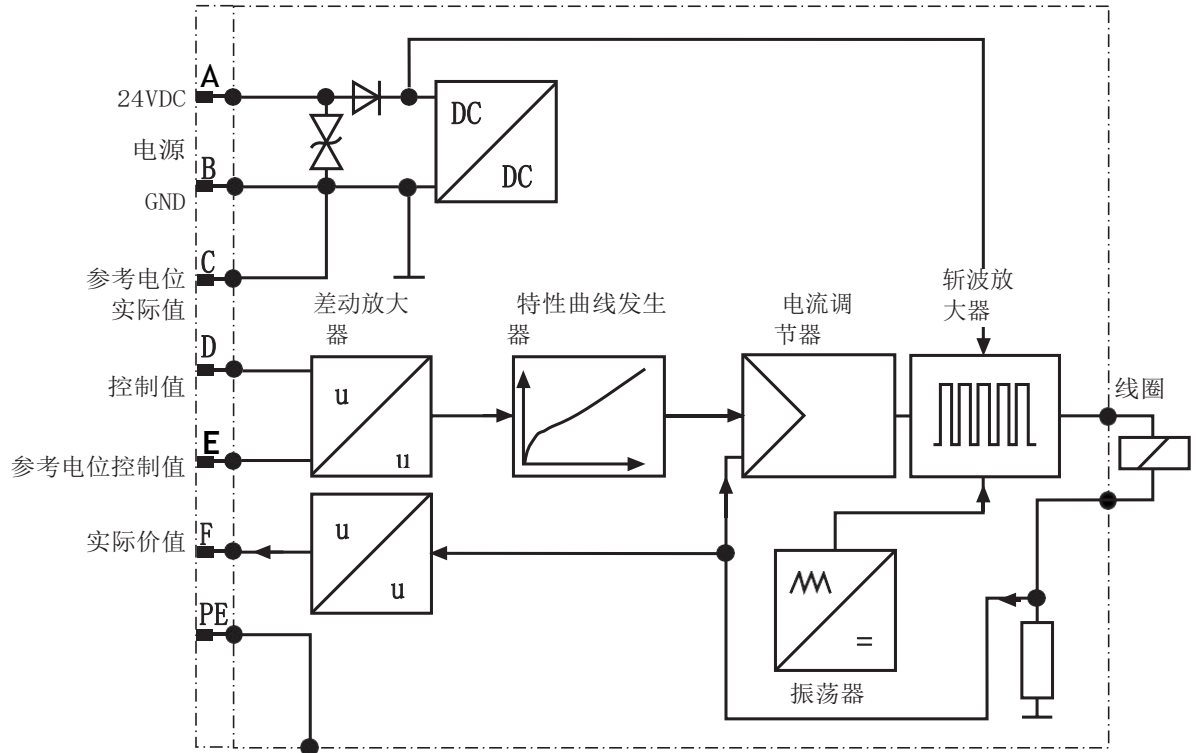 A
24VDC
电源
B
GND
C
参考电位
实际值
D
控制值
E
参考电位控制值
F
实际价值
PE
DC
DC
差动放大
器
特性曲线发生
器
电流调
节器
斩波放
大器
u
u
u
u
=
振荡器
线圈